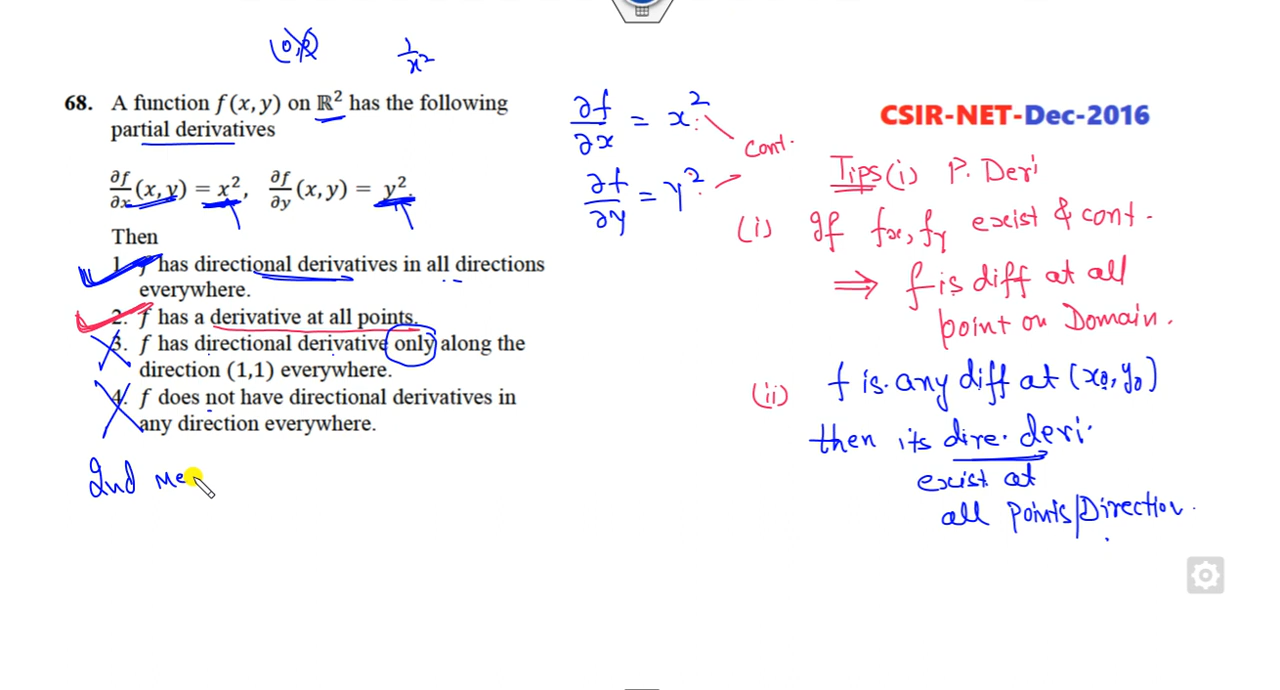 1/x²
68. A function f(x, y) on ℝ² has the following
partial derivatives
∂f/∂x (x, y) = x², ∂f/∂y (x, y) = y².
Then
1. f has directional derivatives in all directions
everywhere.
2. f has a derivative at all points.
3. f has directional derivative only along the
direction (1,1) everywhere.
4. f does not have directional derivatives in
any direction everywhere.
2nd Me
∂f/∂x = x²
∂f/∂y = y²
Cont.
CSIR-NET-Dec-2016
Tips (i) P. Deri
(i) If fx, fy exist & cont.
⇒ f is diff at all
point on Domain.
(ii) f is any diff at (x₀, y₀)
then its dire. deri.
exist at
all Points/Direction.